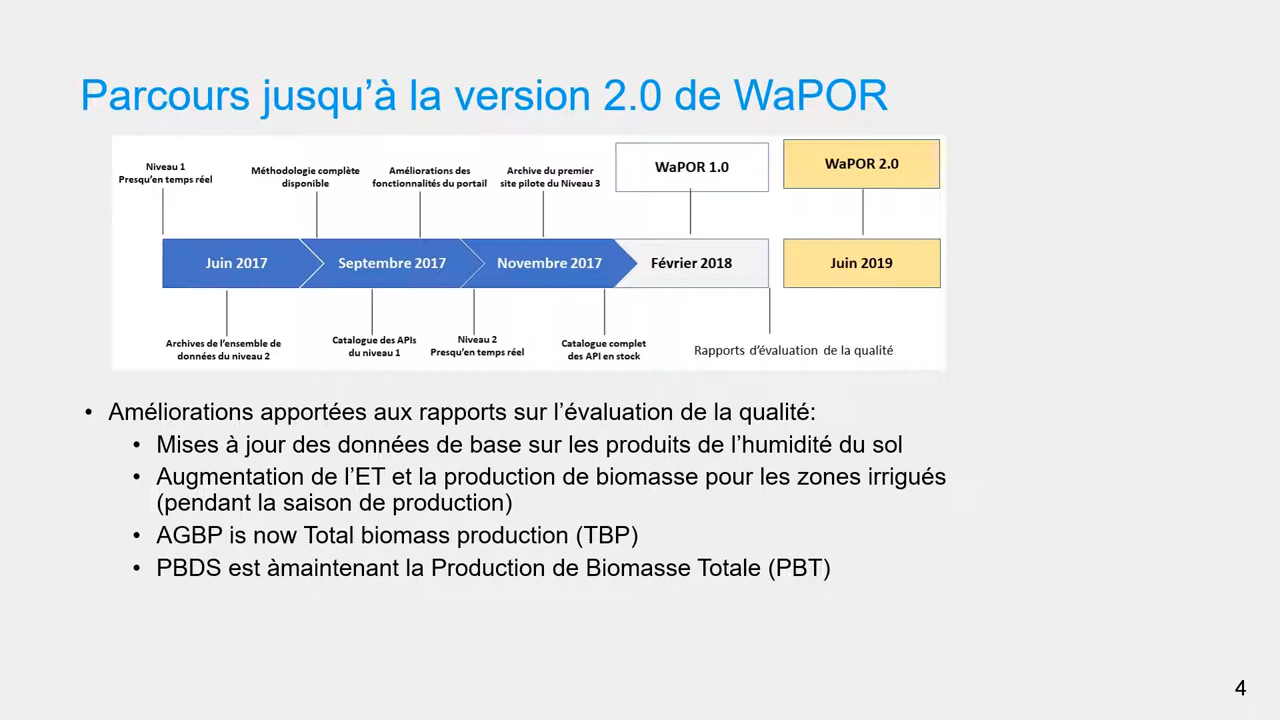 Parcours jusqu’à la version 2.0 de WaPOR
Niveau 1
Presqu’en temps réel
Méthodologie complète
disponible
Améliorations des
fonctionnalités du portail
Archive du premier
site pilote du Niveau 3
WaPOR 1.0
WaPOR 2.0
Juin 2017
Septembre 2017
Novembre 2017
Février 2018
Juin 2019
Archives de l’ensemble de
données du niveau 2
Catalogue des APIs
du niveau 1
Niveau 2
Presqu’en temps réel
Catalogue complet
des API en stock
Rapports d’évaluation de la qualité
• Améliorations apportées aux rapports sur l’évaluation de la qualité:
• Mises à jour des données de base sur les produits de l’humidité du sol
• Augmentation de l’ET et la production de biomasse pour les zones irrigués
(pendant la saison de production)
• AGBP is now Total biomass production (TBP)
• PBDS est àmaintenant la Production de Biomasse Totale (PBT)
4